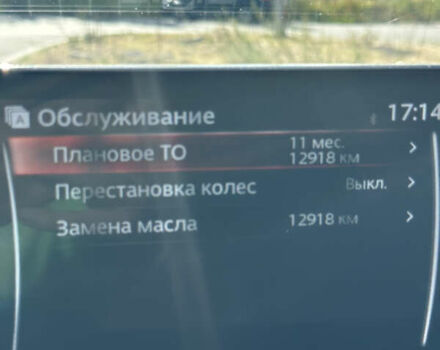 A Обслуживание 17:14
Плановое ТО 11 мес. 12918 км
Перестановка колес Выкл.
Замена масла 12918 км